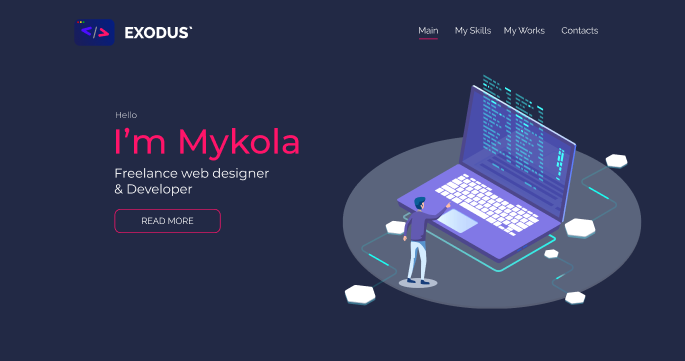 </>
EXODUS`
Main
My Skills
My Works
Contacts
Hello
I’m Mykola
Freelance web designer
& Developer
READ MORE